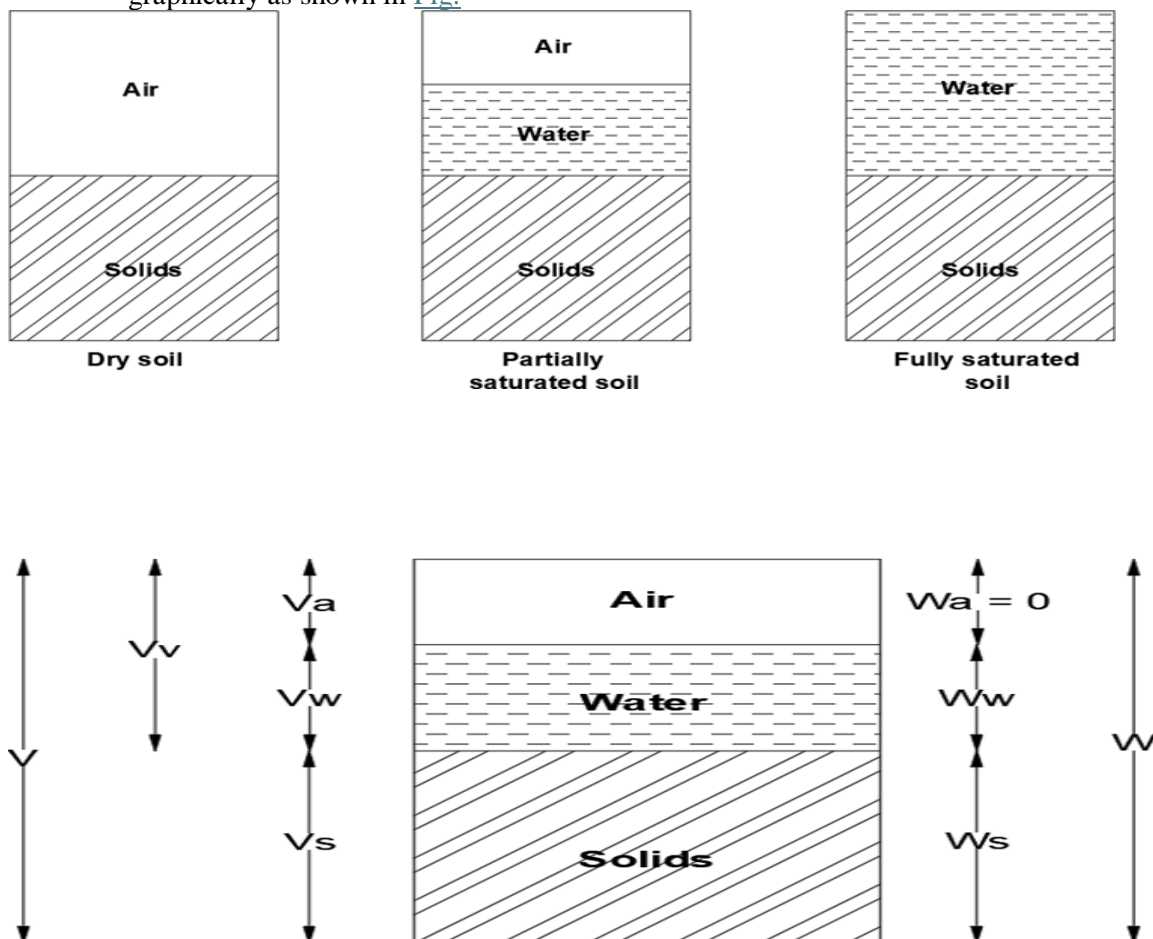 graphically as shown in Fig.
Air
Solids
Dry soil
Air
Water
Solids
Partially
saturated soil
Water
Solids
Fully saturated
soil
V
Vv
Va
Vw
Vs
Air
Water
Solids
Wa = 0
Ww
Ws
W